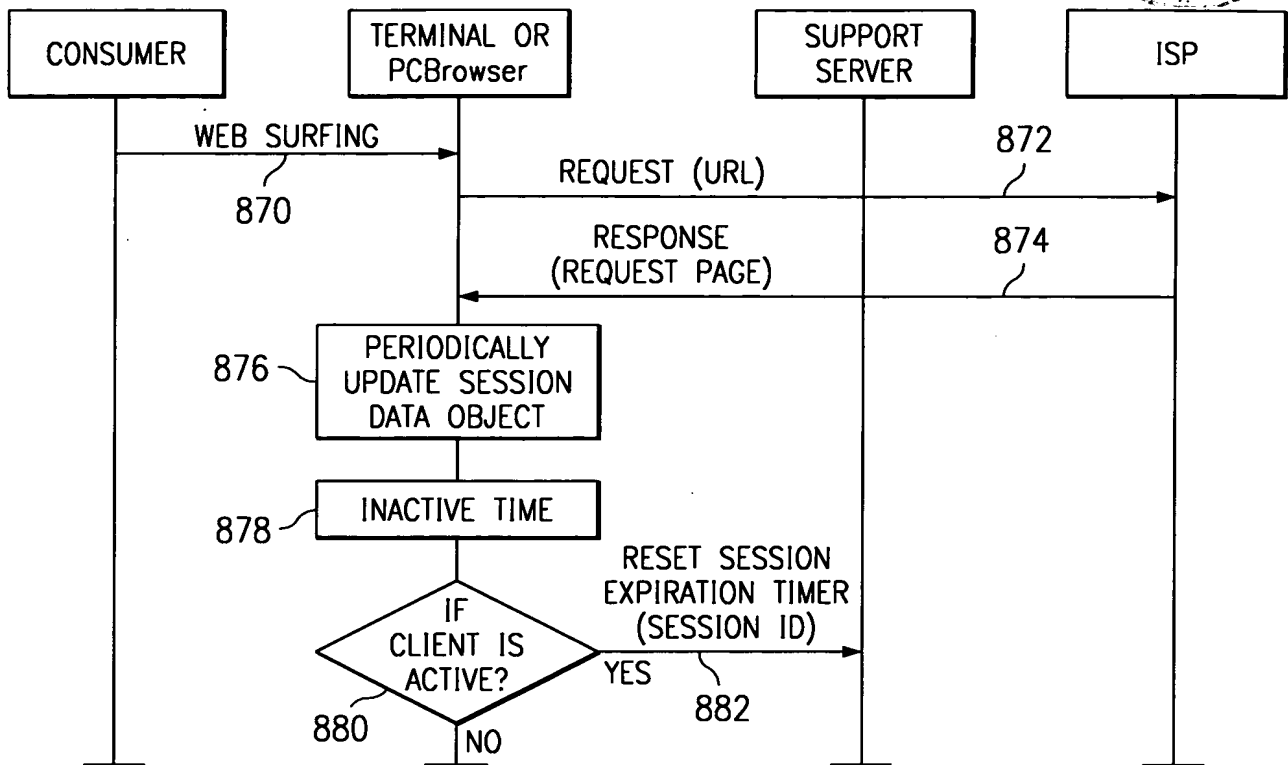 CONSUMER
TERMINAL OR
PCBrowser
SUPPORT
SERVER
ISP
WEB SURFING
870
REQUEST (URL)
872
RESPONSE
(REQUEST PAGE)
874
876
PERIODICALLY
UPDATE SESSION
DATA OBJECT
878
INACTIVE TIME
RESET SESSION
EXPIRATION TIMER
(SESSION ID)
IF
CLIENT IS
ACTIVE?
YES
882
880
NO